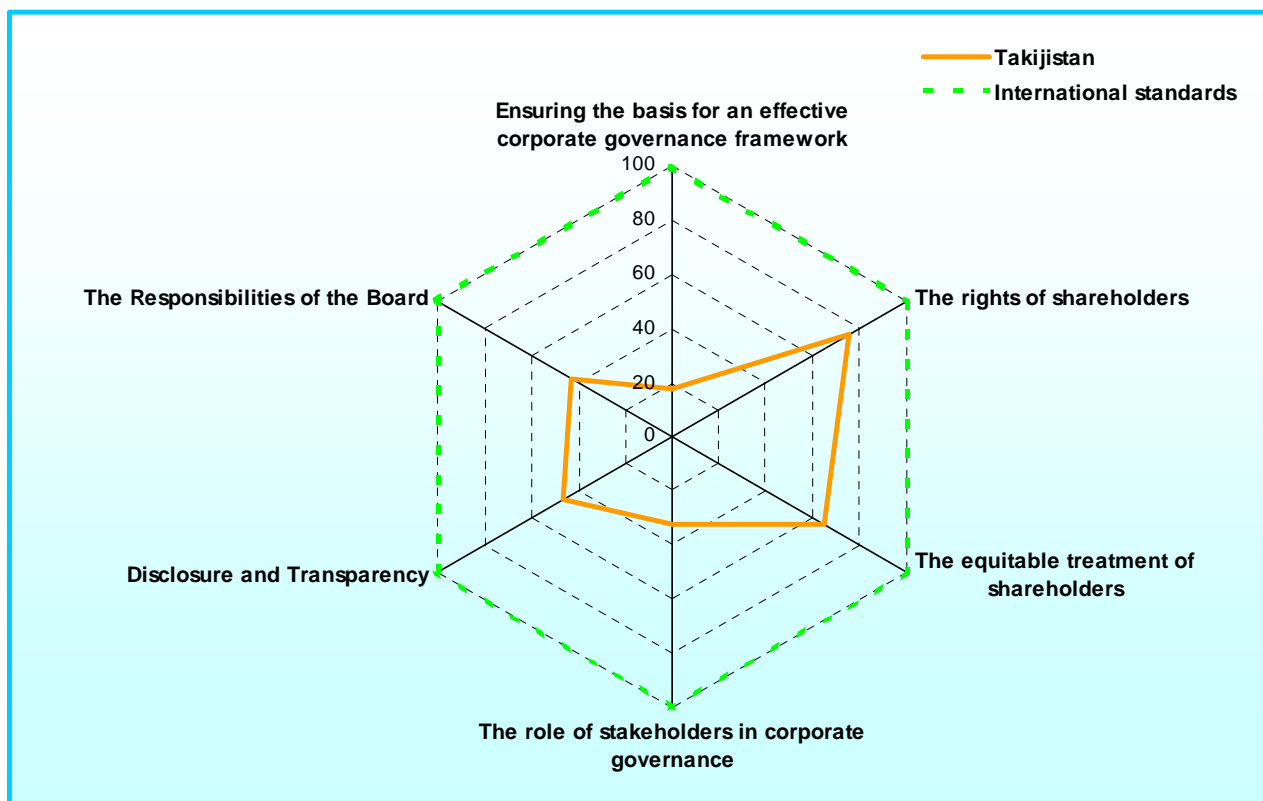 Takijistan
International standards
Ensuring the basis for an effective
corporate governance framework
100
80
60
40
20
0
The Responsibilities of the Board
The rights of shareholders
Disclosure and Transparency
The equitable treatment of
shareholders
The role of stakeholders in corporate
governance